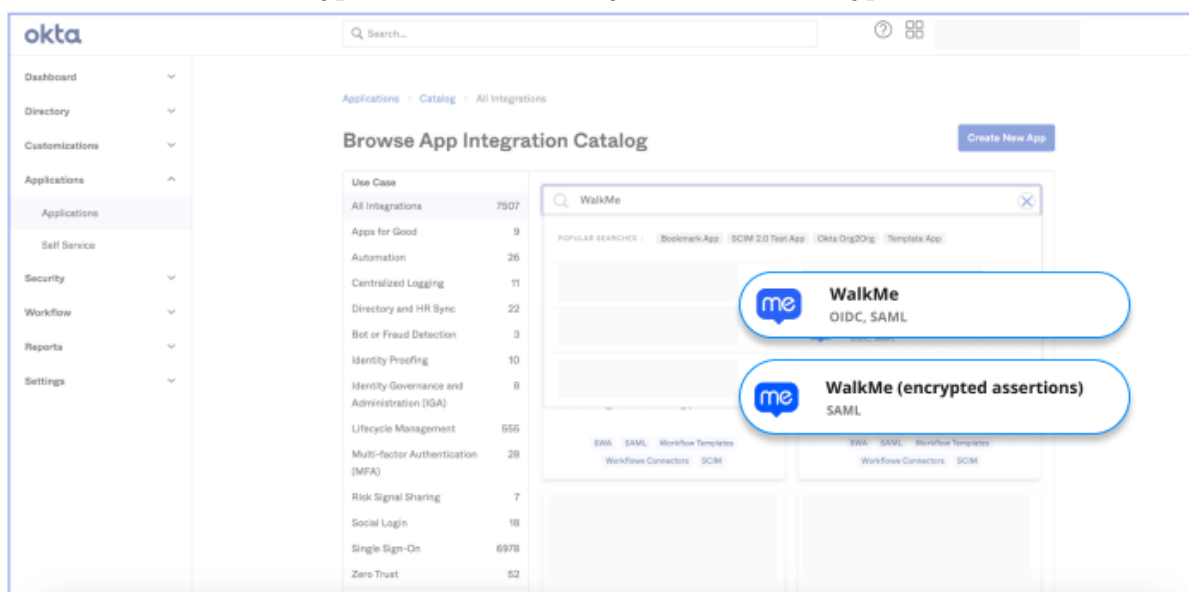 okta
Search...
Dashboard
Directory
Customizations
Applications
Applications
Self Service
Security
Workflow
Reports
Settings
Applications
Catalog
All Integrations
Browse App Integration Catalog
Create New App
Use Case
All Integrations 7507
Apps for Good 9
Automation 26
Centralized Logging 11
Directory and HR Sync 22
Bot or Fraud Detection 3
Identity Proofing 10
Identity Governance and 8
Administration (IGA)
Lifecycle Management 666
Multi-factor Authentication 28
(MFA)
Risk Signal Sharing 7
Social Login 18
Single Sign-On 6978
Zero Trust 52
WalkMe
POPULAR SEARCHES : Bookmark App SCIM 2.0 Test App Okta Org2Org Template App
me WalkMe
OIDC, SAML
OIDC, SAML
me WalkMe (encrypted assertions)
SAML
SWA SAML Workflow Templates
Workflows Connectors SCIM
SWA SAML Workflow Templates
Workflows Connectors SCIM